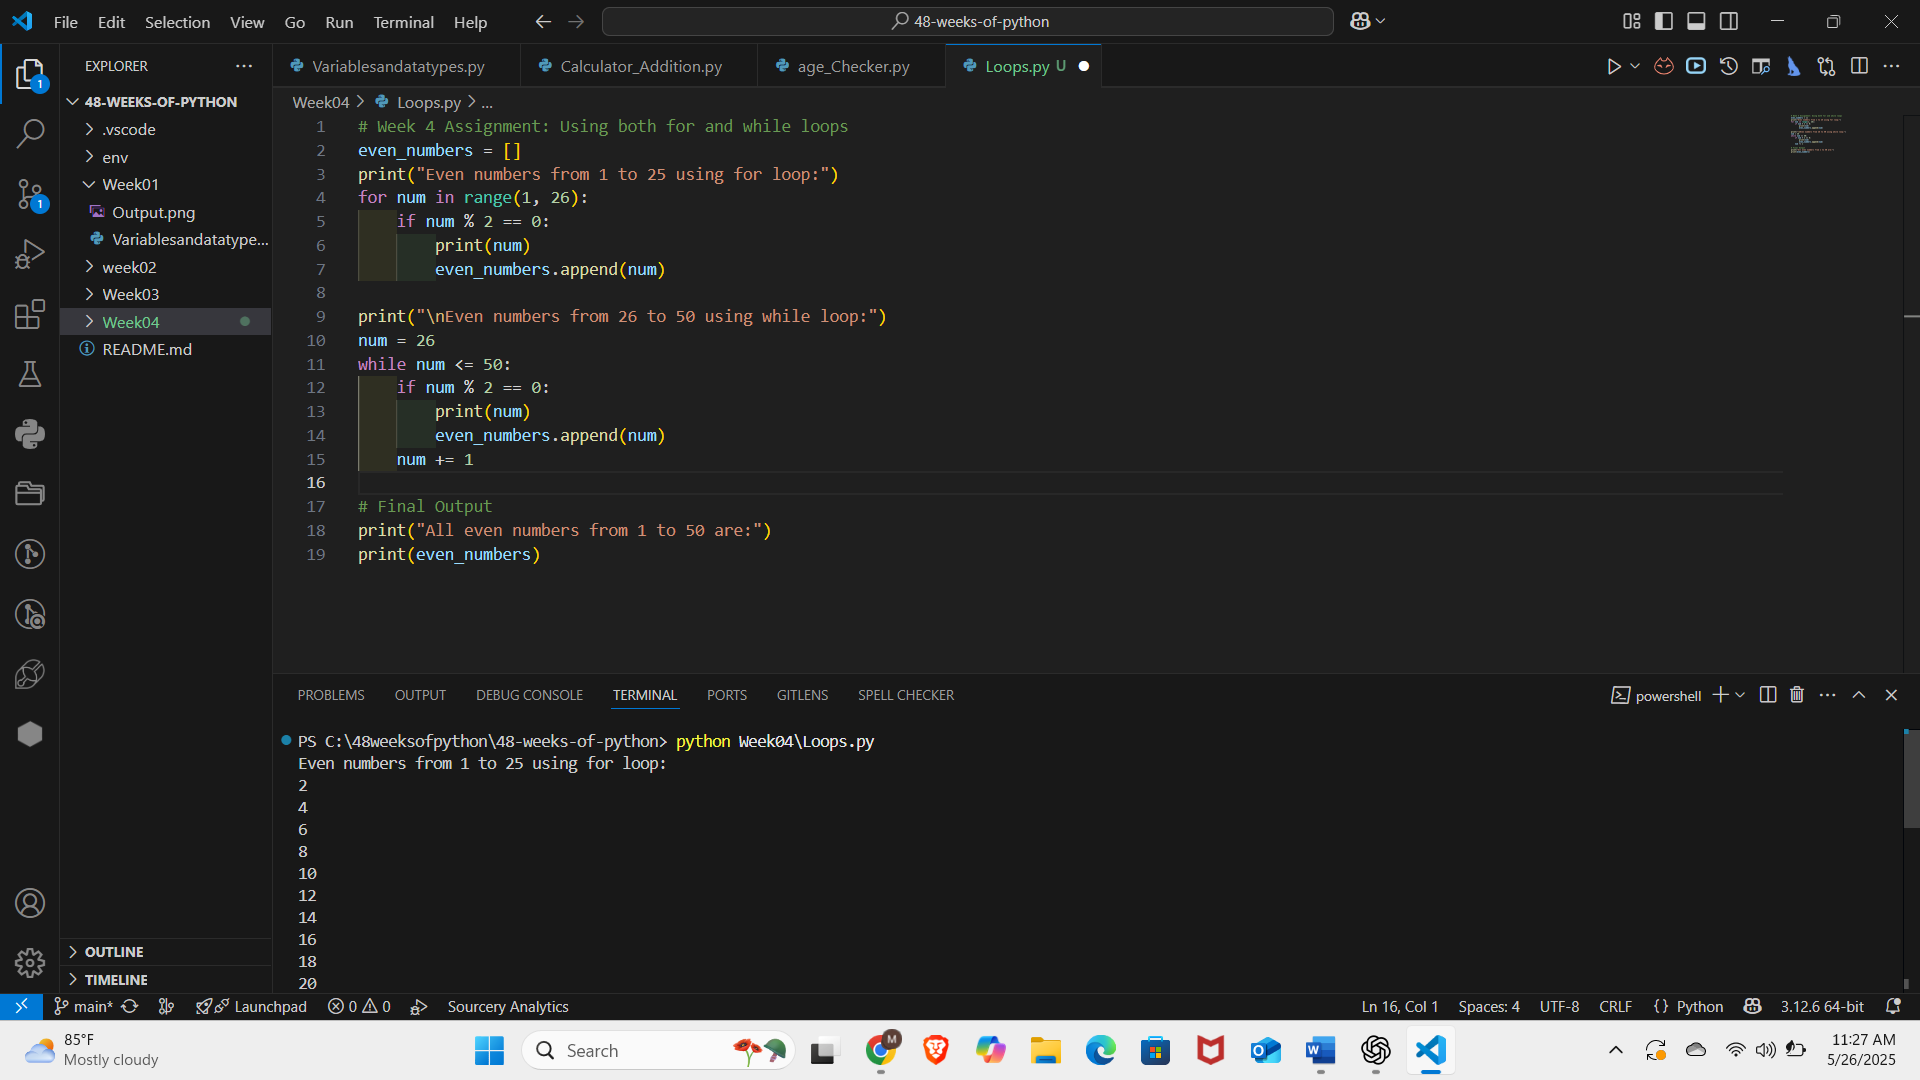 File Edit Selection View Go Run Terminal Help
48-weeks-of-python
EXPLORER
48-WEEKS-OF-PYTHON
.vscode
env
Week01
Output.png
Variablesandatatype...
week02
Week03
Week04
README.md
OUTLINE
TIMELINE
1
1
Variablesandatatypes.py Calculator_Addition.py age_Checker.py Loops.py U
Week04 > Loops.py > ...
1 # Week 4 Assignment: Using both for and while loops
2 even_numbers = []
3 print("Even numbers from 1 to 25 using for loop:")
4 for num in range(1, 26):
5     if num % 2 == 0:
6         print(num)
7         even_numbers.append(num)
8
9 print("\nEven numbers from 26 to 50 using while loop:")
10 num = 26
11 while num <= 50:
12     if num % 2 == 0:
13         print(num)
14         even_numbers.append(num)
15     num += 1
16
17 # Final Output
18 print("All even numbers from 1 to 50 are:")
19 print(even_numbers)
PROBLEMS OUTPUT DEBUG CONSOLE TERMINAL PORTS GITLENS SPELL CHECKER
powershell
PS C:\48weeksofpython\48-weeks-of-python> python Week04\Loops.py
Even numbers from 1 to 25 using for loop:
2
4
6
8
10
12
14
16
18
20
main* Launchpad 0 0 Sourcery Analytics
Ln 16, Col 1 Spaces: 4 UTF-8 CRLF {} Python 3.12.6 64-bit
85°F
Mostly cloudy
Search
M
11:27 AM
5/26/2025